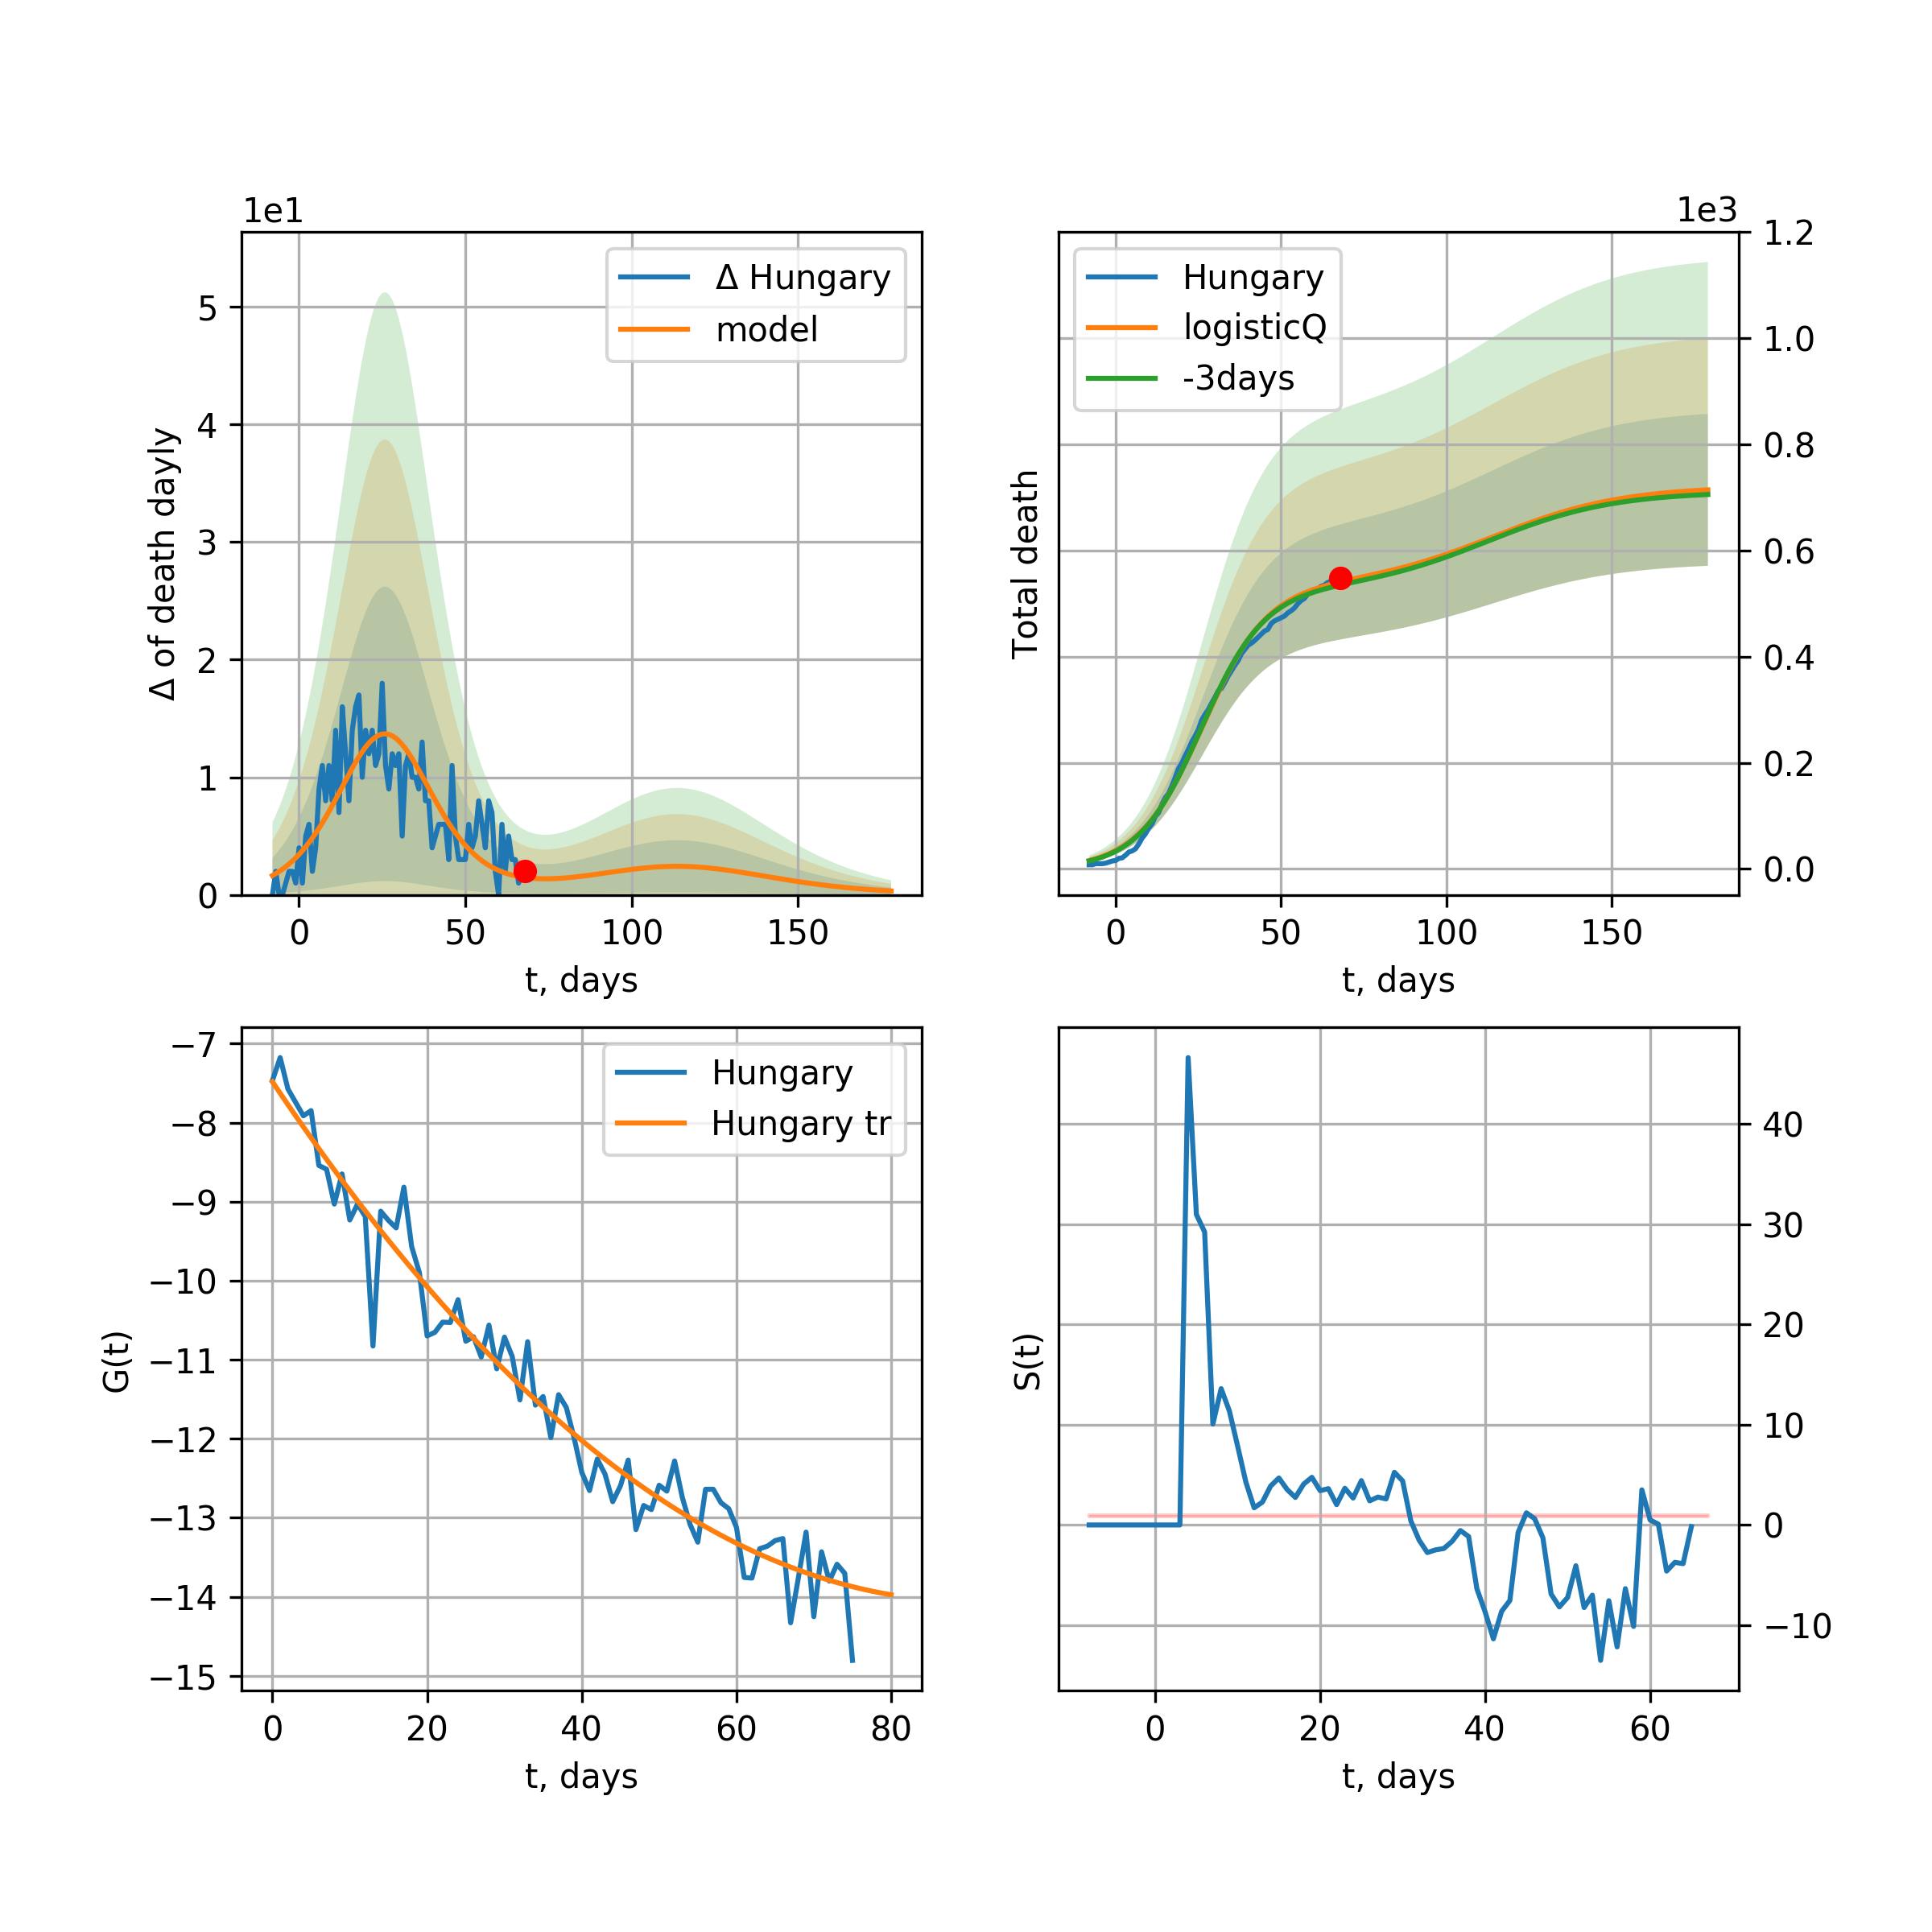 1e1
Δ Hungary
model
5
4
3
2
1
0
Δ of death dayly
0 50 100 150
t, days
1e3
Hungary
logisticQ
-3days
1.2
1.0
0.8
0.6
0.4
0.2
0.0
Total death
0 50 100 150
t, days
Hungary
Hungary tr
−7
−8
−9
−10
−11
−12
−13
−14
−15
G(t)
0 20 40 60 80
t, days
40
30
20
10
0
−10
S(t)
0 20 40 60
t, days